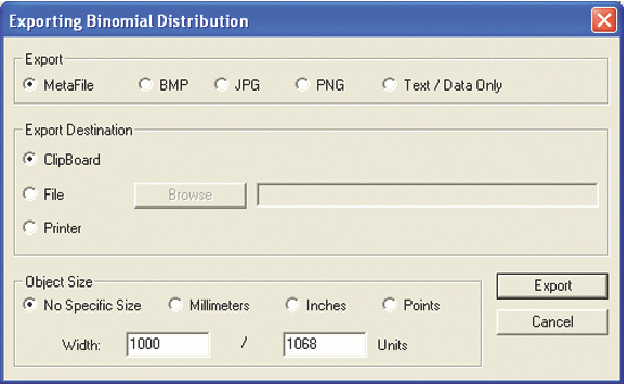 Exporting Binomial Distribution
Export
MetaFile BMP JPG PNG Text / Data Only
Export Destination
ClipBoard
File Browse
Printer
Object Size
No Specific Size Millimeters Inches Points
Width: 1000 / 1068 Units
Export
Cancel